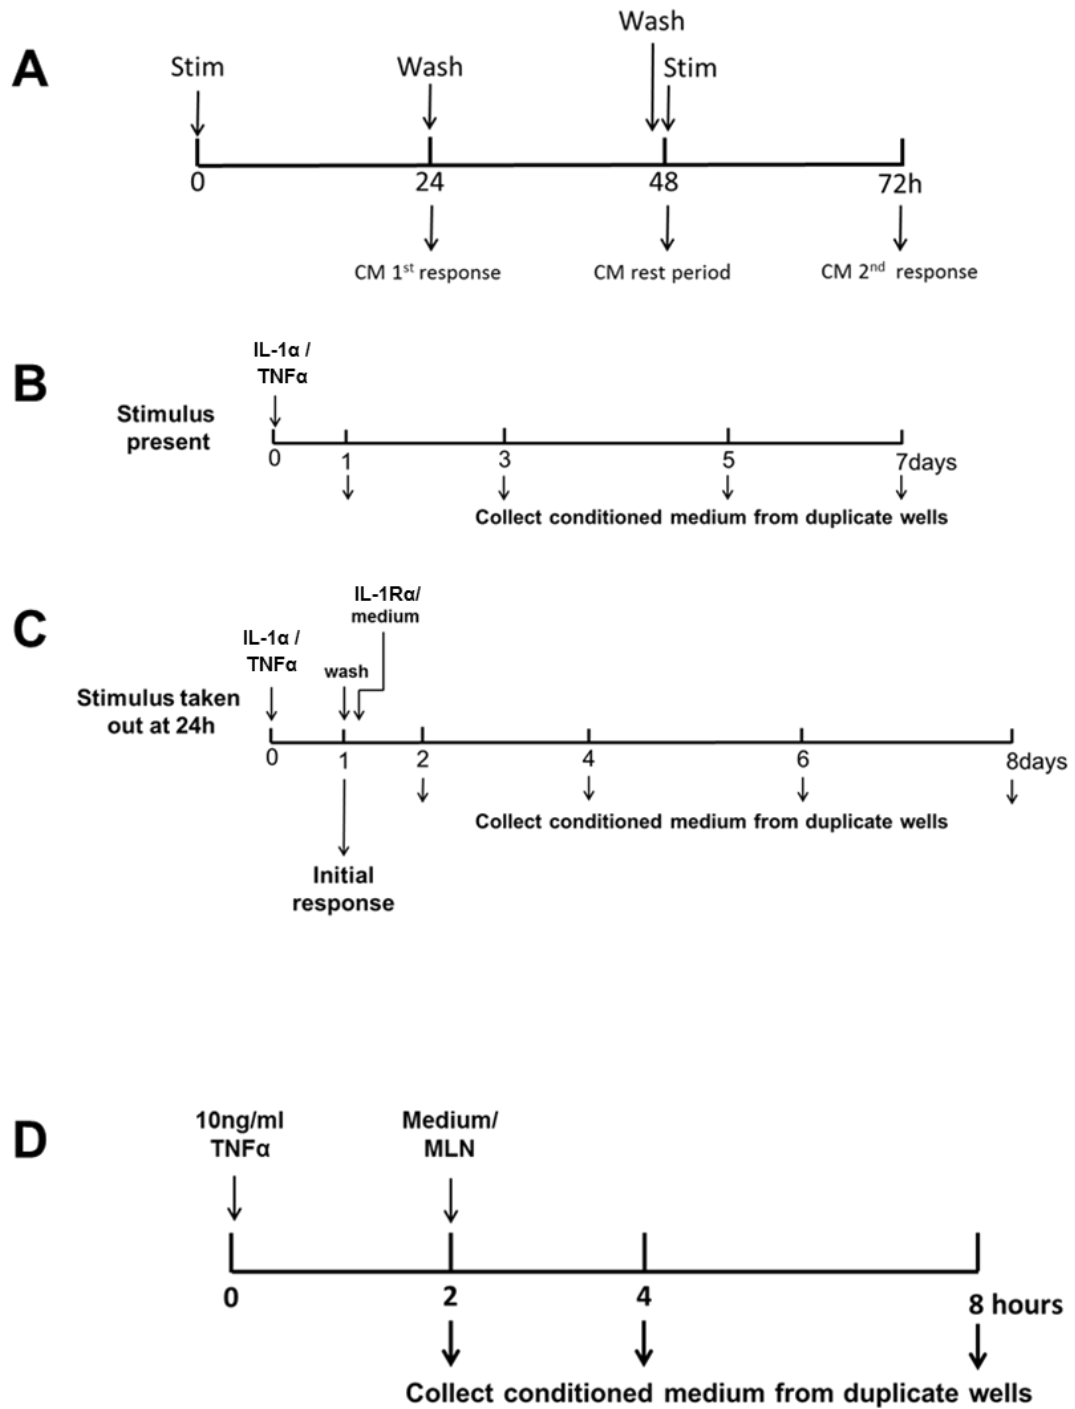 A
Stim
Wash
Wash
Stim
0
24
48
72h
CM 1st response
CM rest period
CM 2nd response
B
IL-1α /
TNFα
Stimulus
present
0
1
3
5
7days
Collect conditioned medium from duplicate wells
C
IL-1α /
TNFα
wash
IL-1Rα/
medium
Stimulus taken
out at 24h
0
1
2
4
6
8days
Collect conditioned medium from duplicate wells
Initial
response
D
10ng/ml
TNFα
Medium/
MLN
0
2
4
8 hours
Collect conditioned medium from duplicate wells